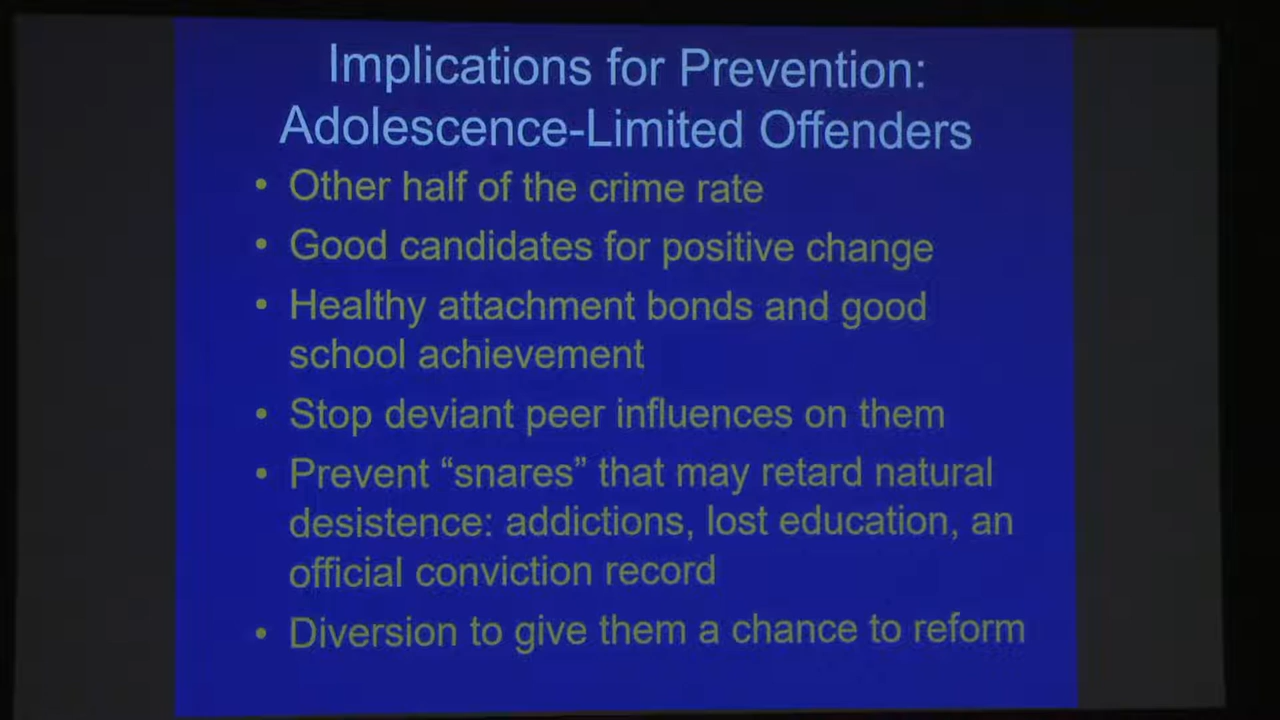 Implications for Prevention:
Adolescence-Limited Offenders
• Other half of the crime rate
• Good candidates for positive change
• Healthy attachment bonds and good
school achievement
• Stop deviant peer influences on them
• Prevent “snares” that may retard natural
desistence: addictions, lost education, an
official conviction record
• Diversion to give them a chance to reform